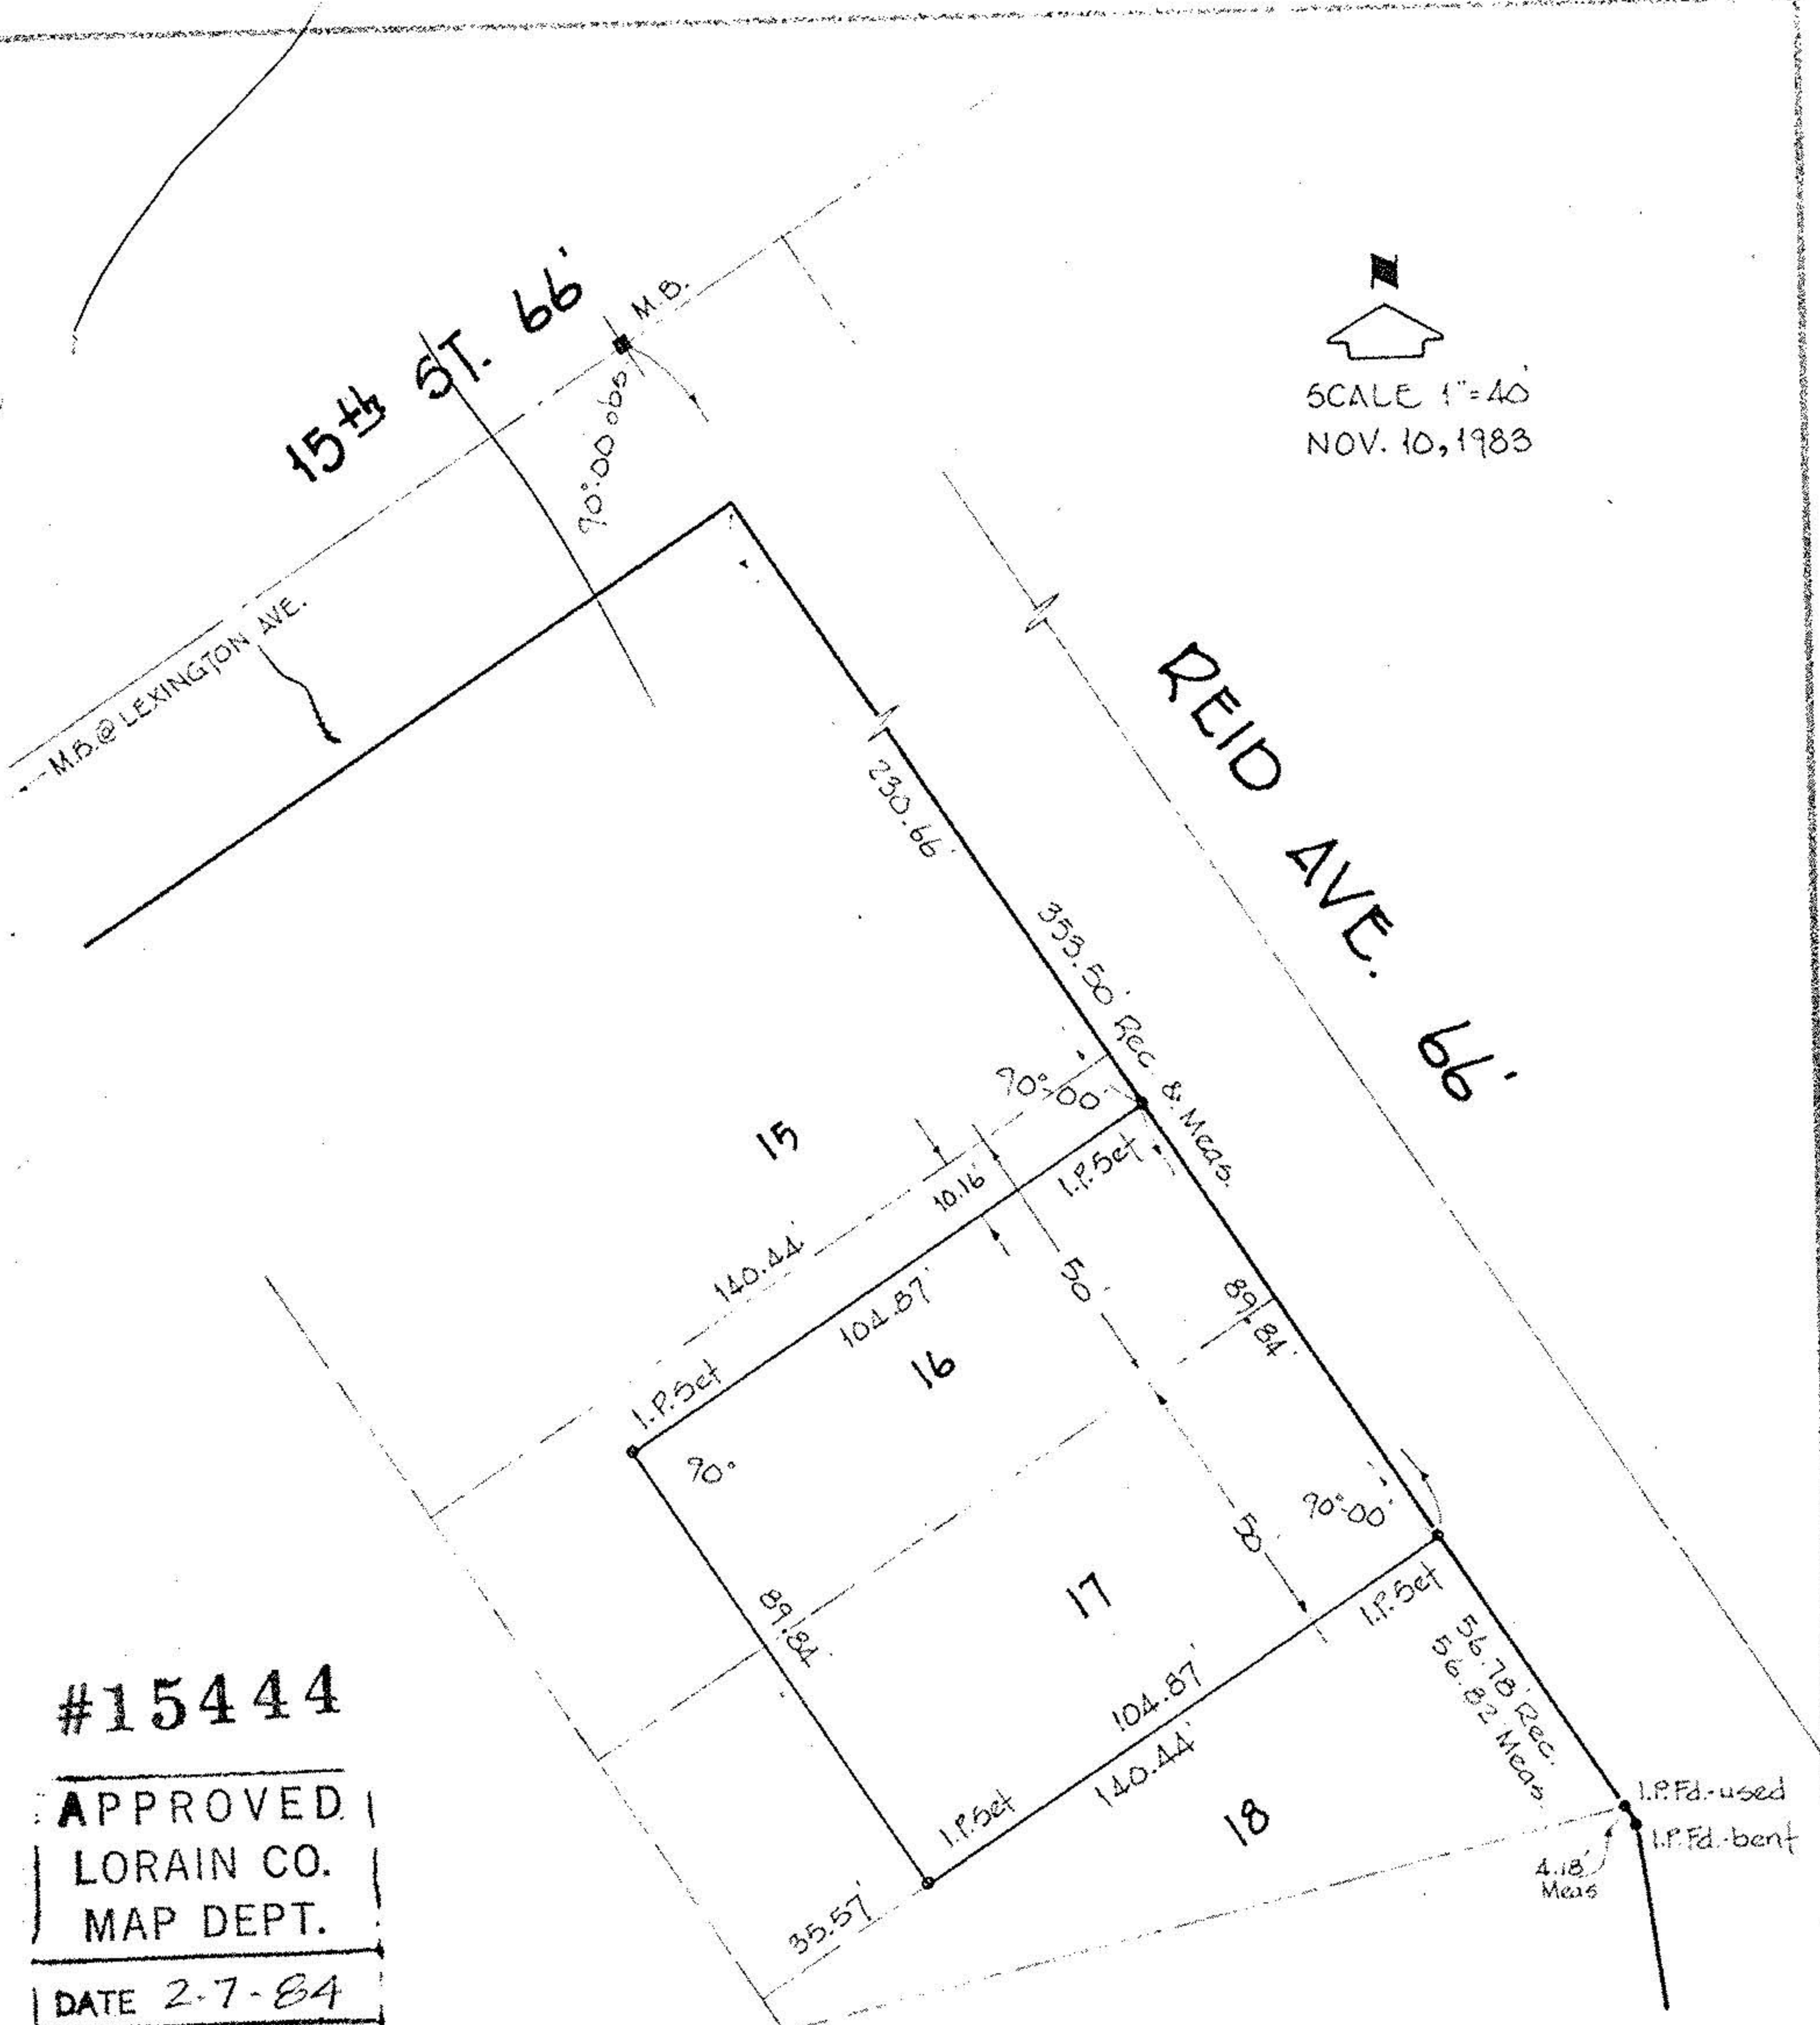 15th ST. 66'
M.B.
90°00 obs.
N
SCALE 1"=40'
NOV. 10, 1983
M.B.@ LEXINGTON AVE.
REID AVE. 66'
230.66'
353.50' Rec. & Meas.
90°-00'
15
I.P. Set
10.16'
140.44'
104.87'
50
89.84'
16
I.P. Set
90°
90°-00'
50
17
89.84'
I.P. Set
56.78' Rec.
56.82' Meas.
104.87'
140.44'
I.P. Set
18
I.P. Fd.-used
I.P. Fd.-bent
4.18'
Meas
35.57'
#15444
APPROVED
LORAIN CO.
MAP DEPT.
DATE 2-7-84